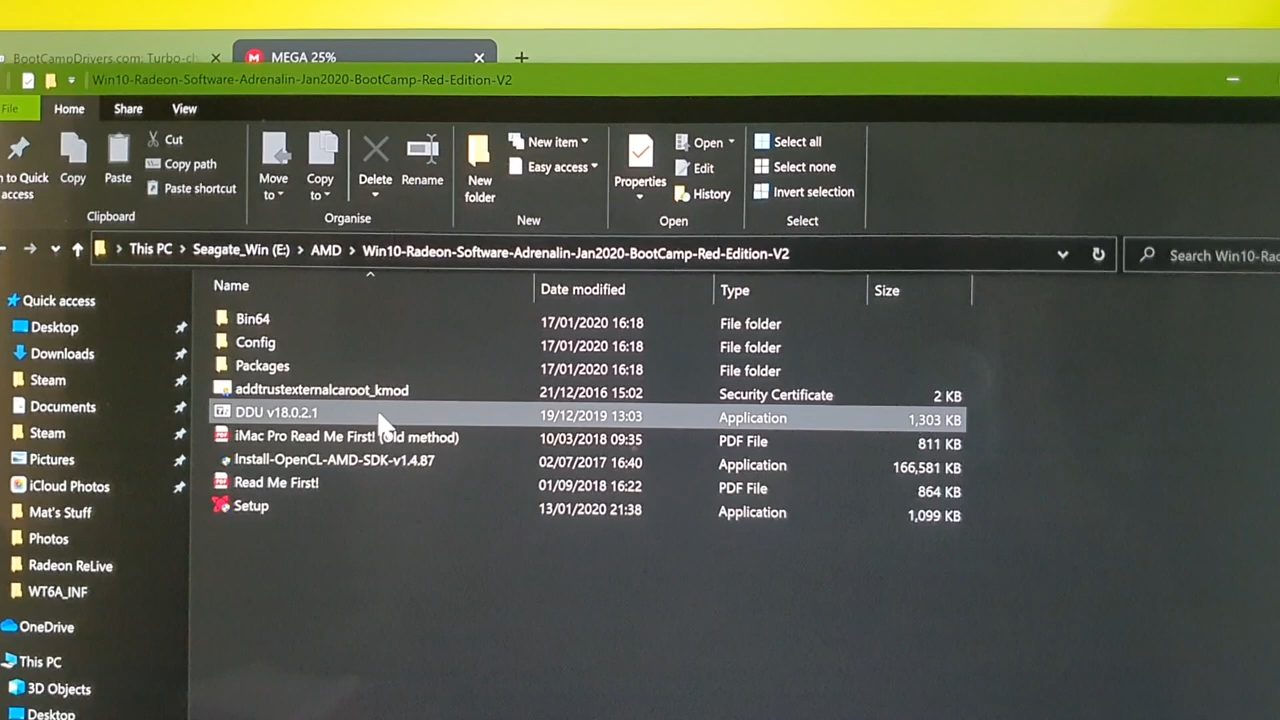 BootCampDrivers.com: Turbo-ch
MEGA 25%
Win10-Radeon-Software-Adrenalin-Jan2020-BootCamp-Red-Edition-V2
File Home Share View
n to Quick access
Copy
Paste
Cut
Copy path
Paste shortcut
Clipboard
Move to
Copy to
Delete
Rename
Organise
New folder
New item
Easy access
New
Properties
Open
Edit
History
Open
Select all
Select none
Invert selection
Select
This PC > Seagate_Win (E:) > AMD > Win10-Radeon-Software-Adrenalin-Jan2020-BootCamp-Red-Edition-V2
Search Win10-Rad
Name Date modified Type Size
Bin64 17/01/2020 16:18 File folder
Config 17/01/2020 16:18 File folder
Packages 17/01/2020 16:18 File folder
addtrustexternalcaroot_kmod 21/12/2016 15:02 Security Certificate 2 KB
DDU v18.0.2.1 19/12/2019 13:03 Application 1,303 KB
iMac Pro Read Me First! (Old method) 10/03/2018 09:35 PDF File 811 KB
Install-OpenCL-AMD-SDK-v1.4.87 02/07/2017 16:40 Application 166,581 KB
Read Me First! 01/09/2018 16:22 PDF File 864 KB
Setup 13/01/2020 21:38 Application 1,099 KB
Quick access
Desktop
Downloads
Steam
Documents
Steam
Pictures
iCloud Photos
Mat's Stuff
Photos
Radeon ReLive
WT6A_INF
OneDrive
This PC
3D Objects
Desktop